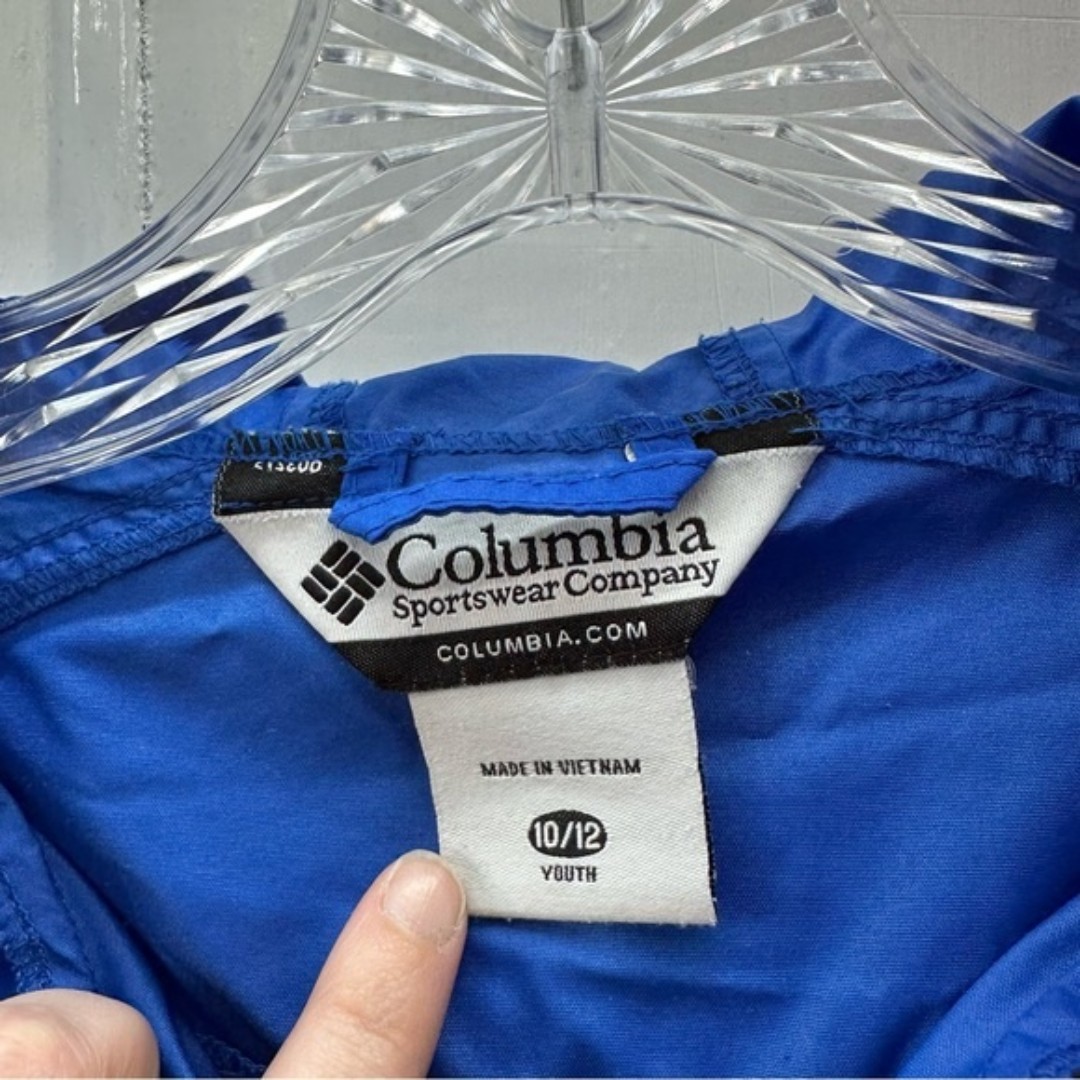 Columbia
Sportswear Company
COLUMBIA.COM
MADE IN VIETNAM
10/12
YOUTH